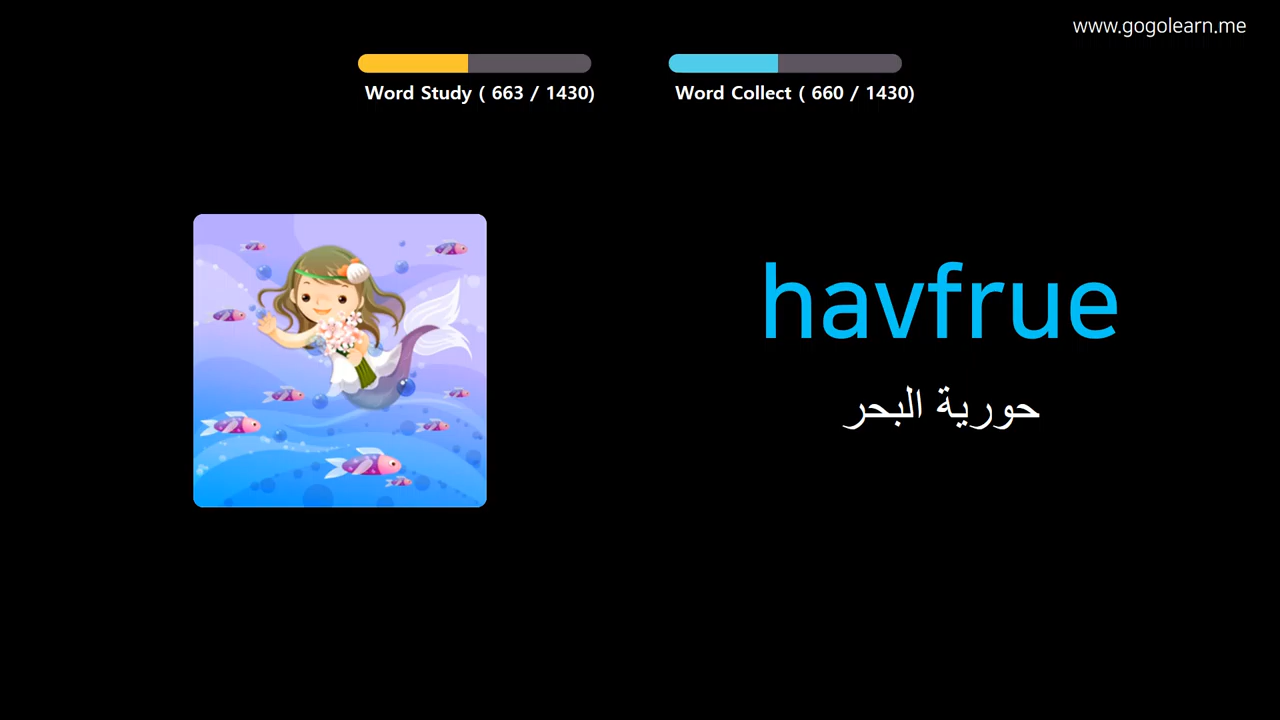 www.gogolearn.me
Word Study ( 663 / 1430)
Word Collect ( 660 / 1430)
havfrue
حورية البحر